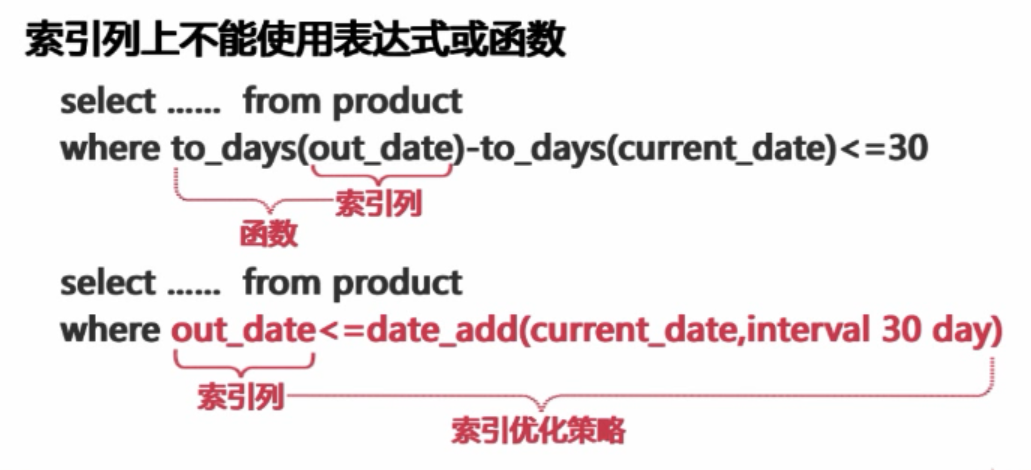 索引列上不能使用表达式或函数
select ...... from product
where to_days(out_date)-to_days(current_date)<=30
索引列
函数
select ...... from product
where out_date<=date_add(current_date,interval 30 day)
索引列
索引优化策略